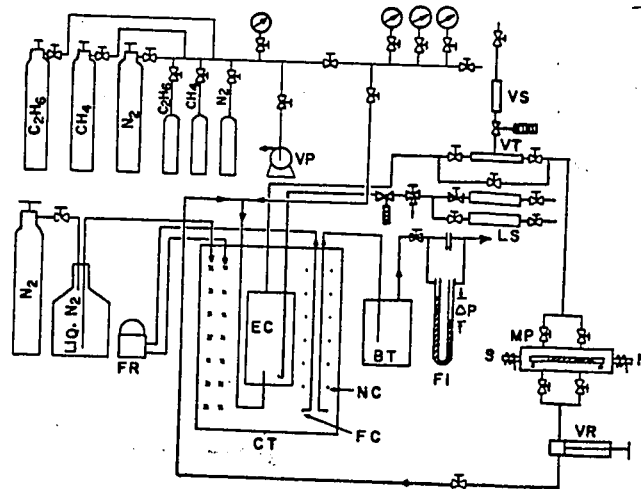 C2H6
CH4
N2
C2H6
CH4
N2
VP
VS
VT
LS
N2
LIQ. N2
FR
EC
BT
ΔP
FI
NC
FC
CT
MP
S
VR